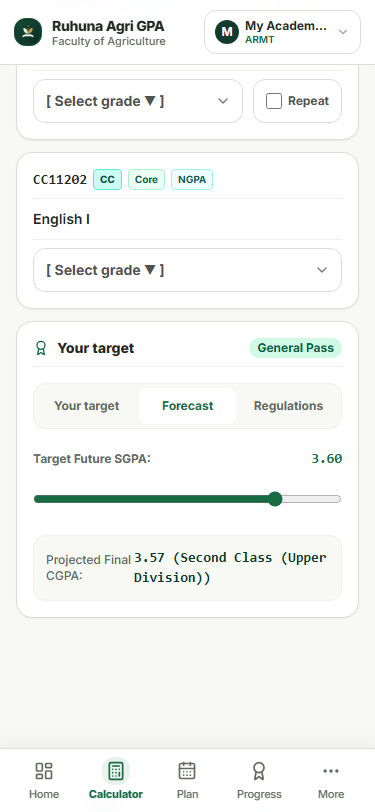 Ruhuna Agri GPA
Faculty of Agriculture
M
My Academ...
ARMT
[ Select grade ▼ ]
Repeat
CC11202
CC
Core
NGPA
English I
[ Select grade ▼ ]
Your target
General Pass
Your target
Forecast
Regulations
Target Future SGPA:
3.60
Projected Final
CGPA:
3.57 (Second Class (Upper
Division))
Home
Calculator
Plan
Progress
More